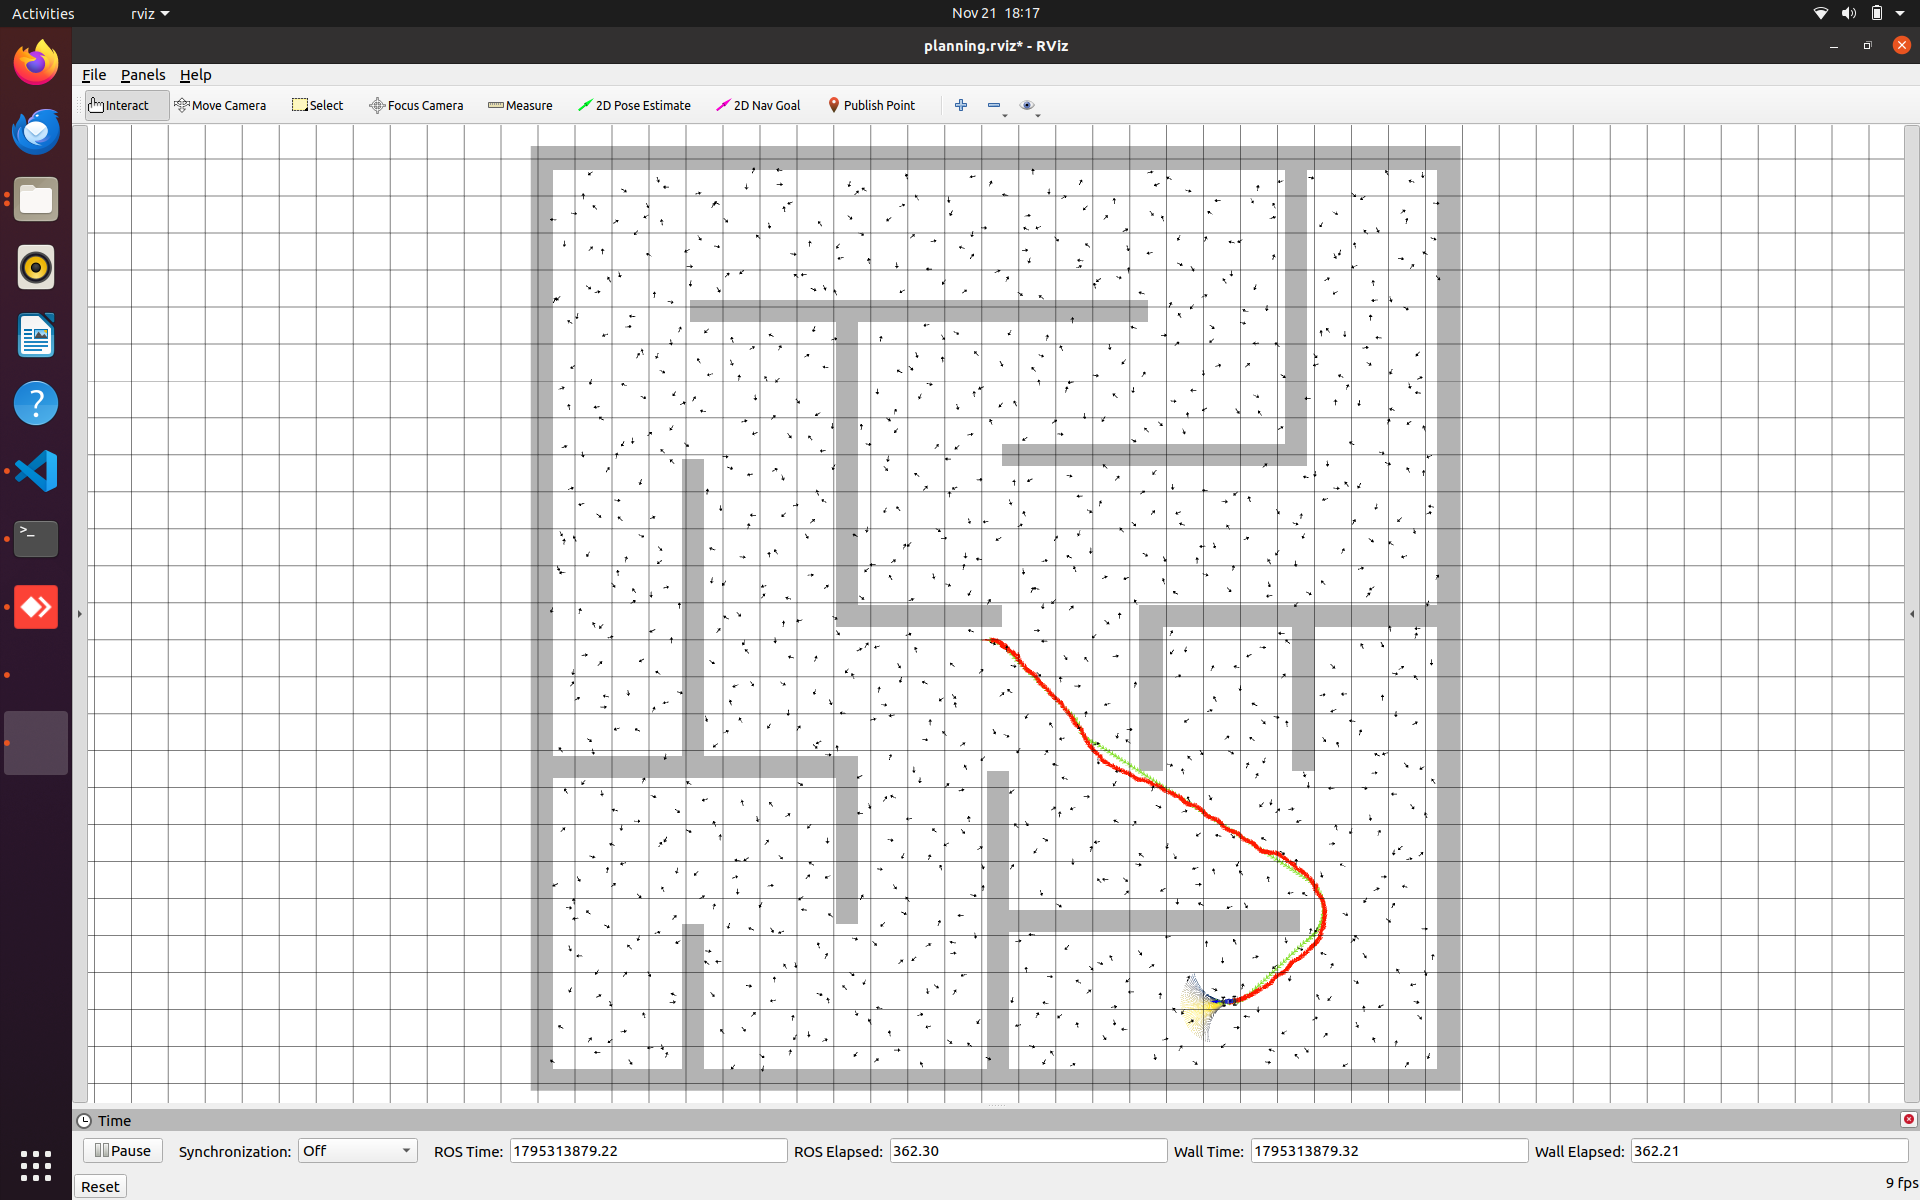 Activities rviz Nov 21 18:17
planning.rviz* - RViz
File Panels Help
Interact Move Camera Select Focus Camera Measure 2D Pose Estimate 2D Nav Goal Publish Point
>_
?
Time
Pause Synchronization: Off ROS Time: 1795313879.22 ROS Elapsed: 362.30 Wall Time: 1795313879.32 Wall Elapsed: 362.21
Reset 9 fps